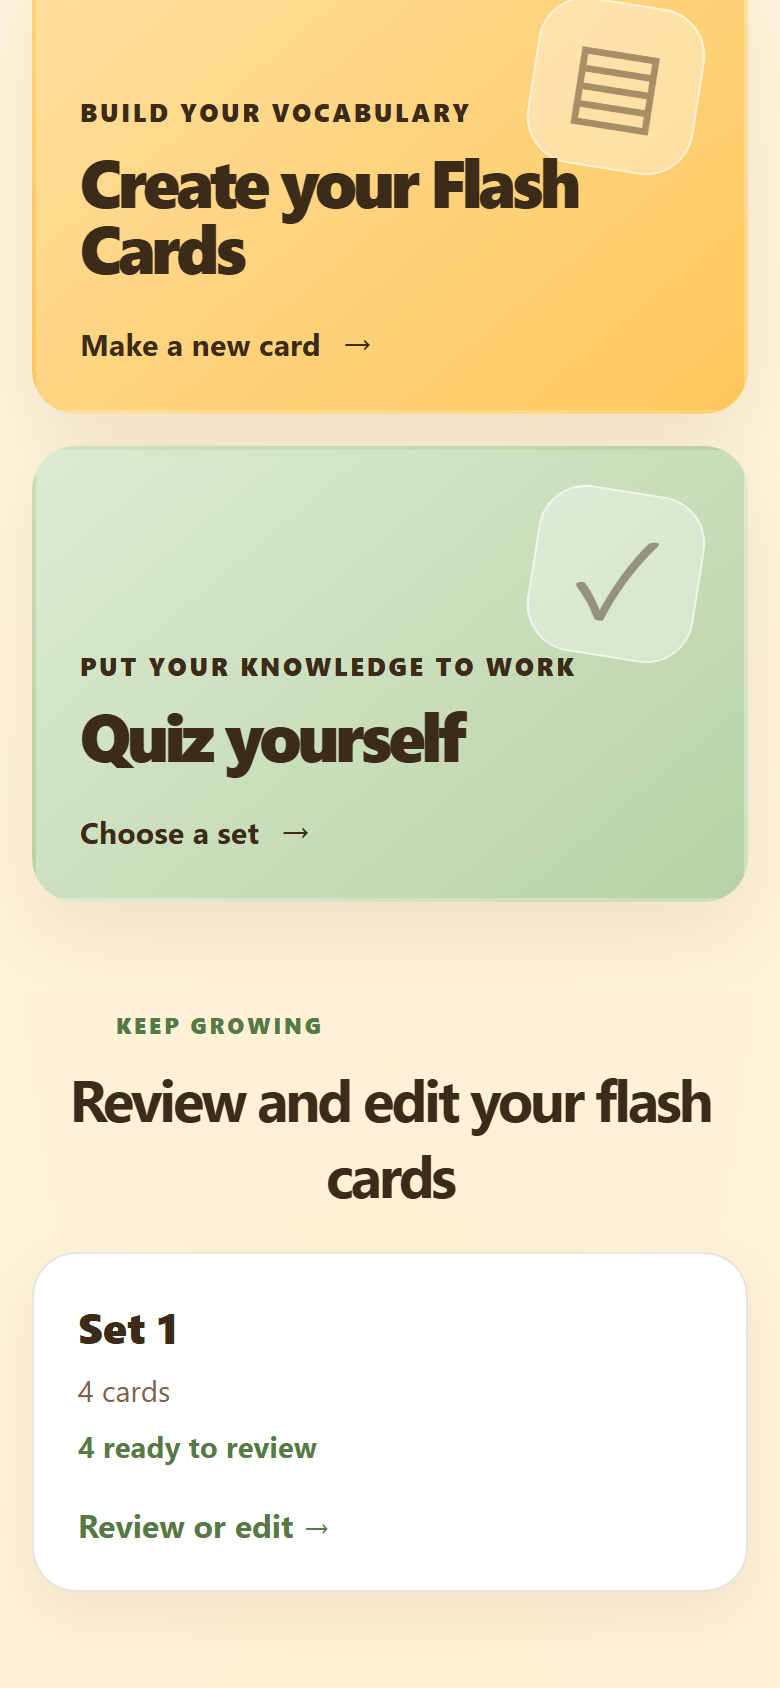 BUILD YOUR VOCABULARY
Create your Flash
Cards
Make a new card →
PUT YOUR KNOWLEDGE TO WORK
Quiz yourself
Choose a set →
KEEP GROWING
Review and edit your flash
cards
Set 1
4 cards
4 ready to review
Review or edit →